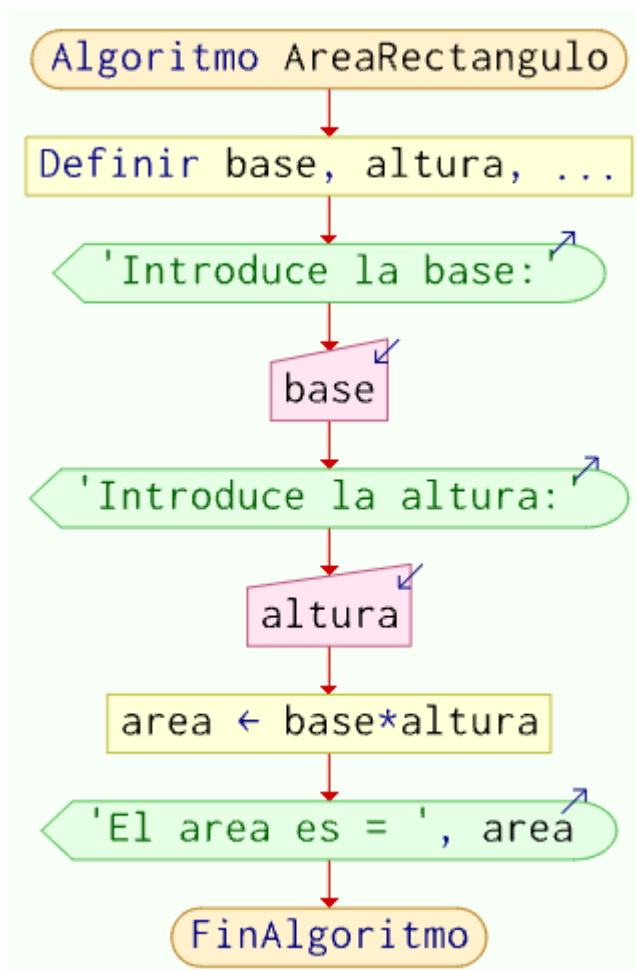 Algoritmo AreaRectangulo
Definir base, altura, ...
'Introduce la base:'
base
'Introduce la altura:'
altura
area ← base*altura
'El area es = ', area
FinAlgoritmo